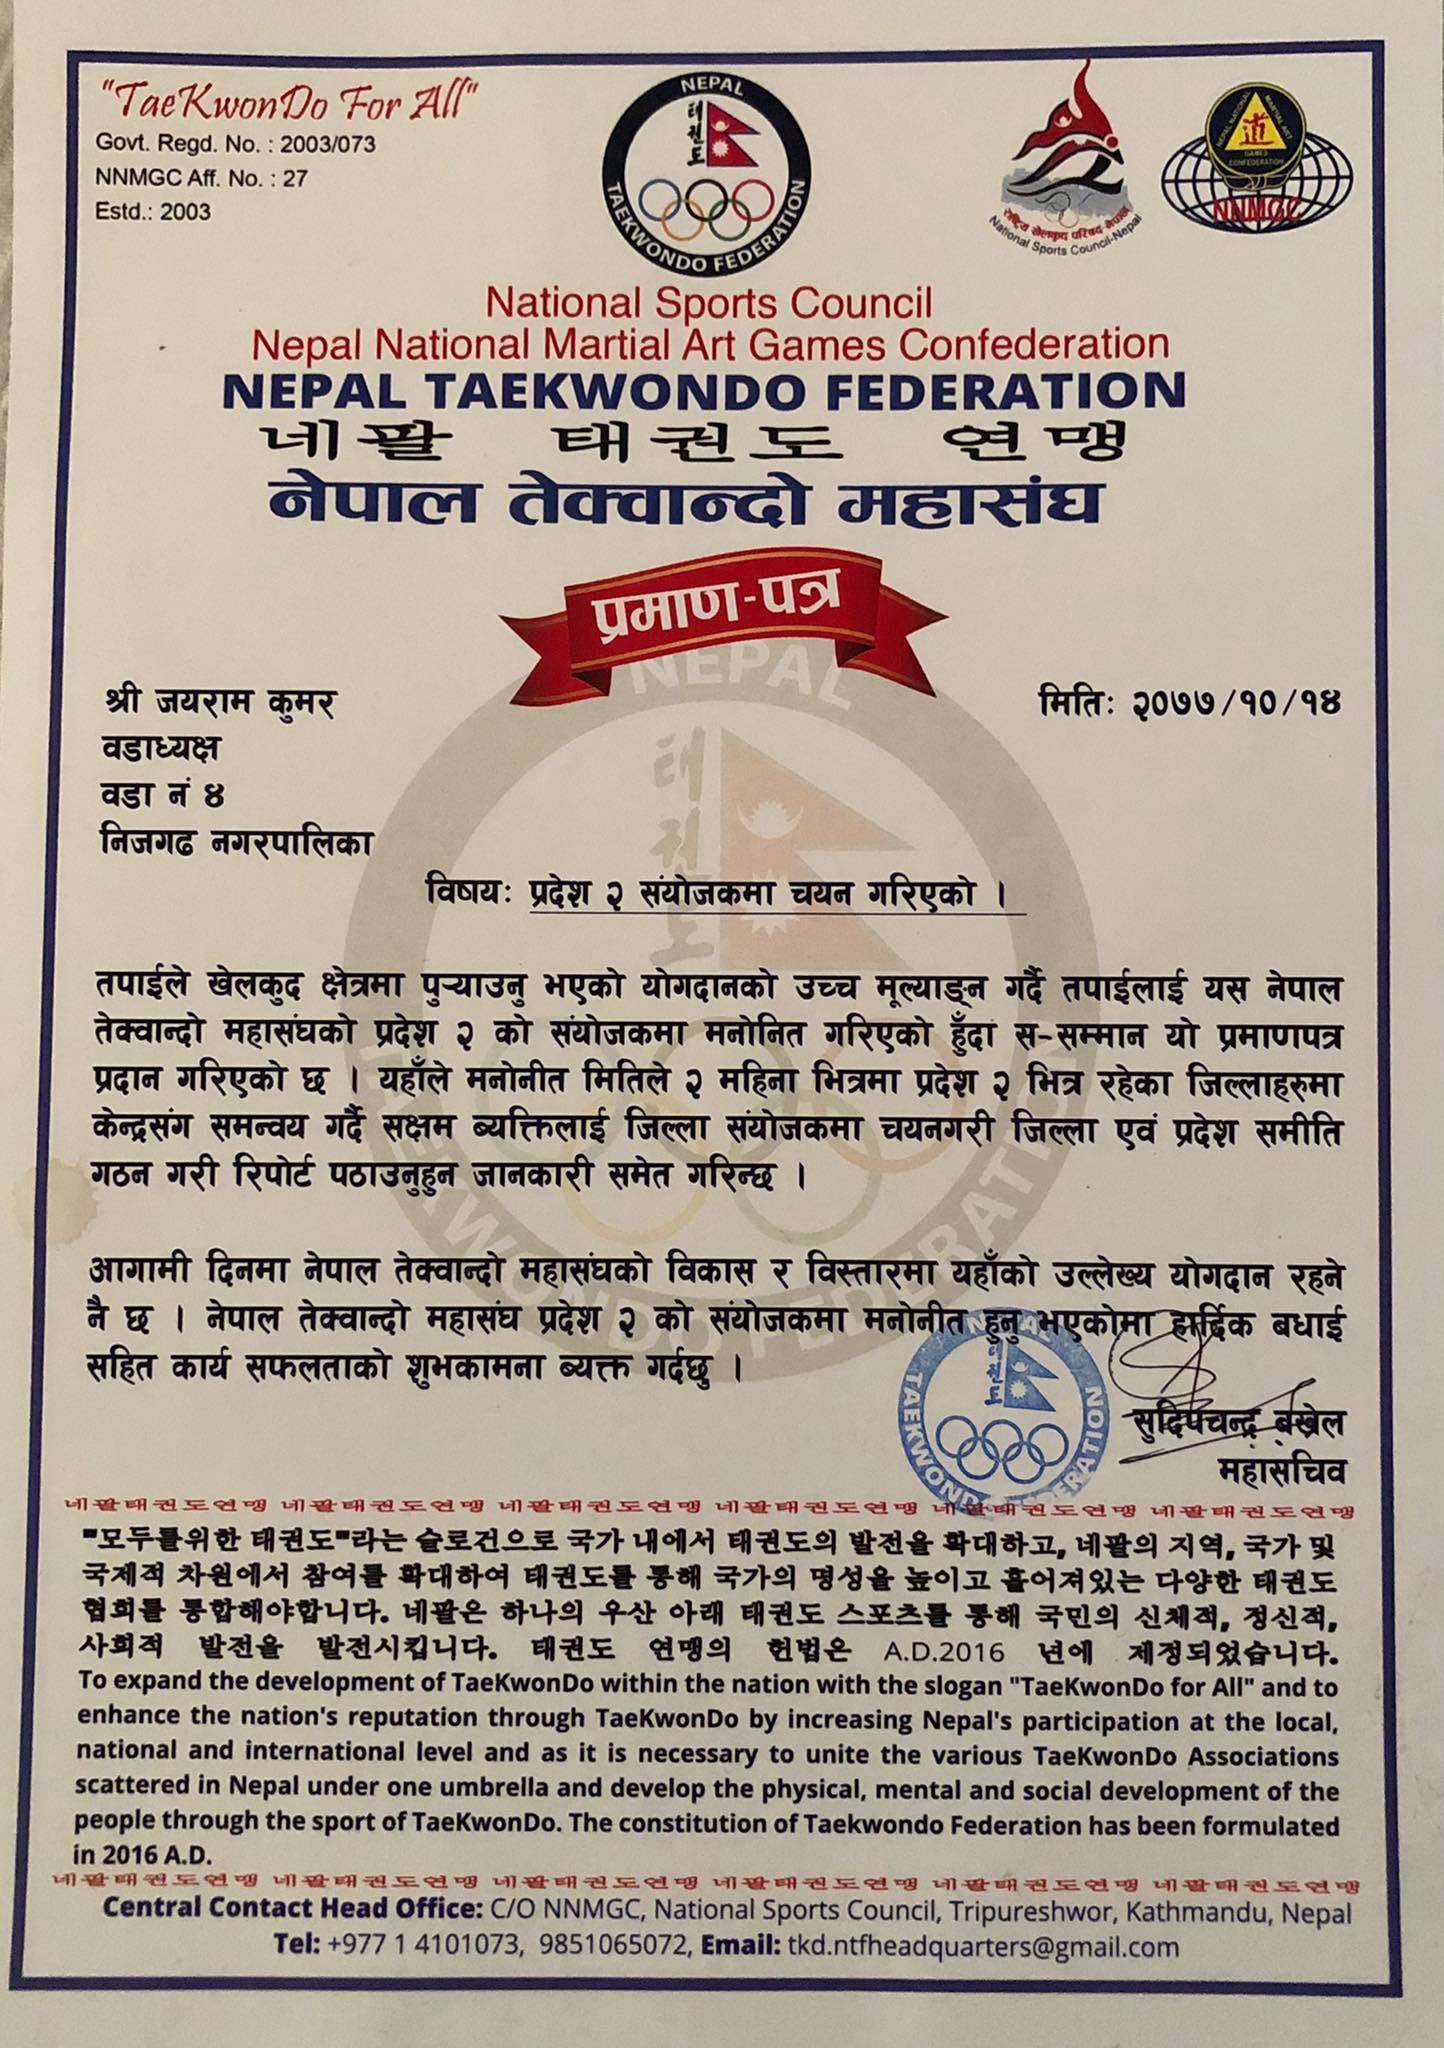 "TaeKwonDo For All"
Govt. Regd. No. : 2003/073
NNMGC Aff. No. : 27
Estd.: 2003
NEPAL
태권도
TAEKWONDO FEDERATION
राष्ट्रिय खेलकुद परिषद-नेपाल
National Sports Council-Nepal
NEPAL NATIONAL MARTIAL ART
道
GAMES
CONFEDERATION
NNMGC
National Sports Council
Nepal National Martial Art Games Confederation
NEPAL TAEKWONDO FEDERATION
네팔 태권도 연맹
नेपाल तेक्वान्दो महासंघ
प्रमाण-पत्र
श्री जयराम कुमर
मितिः २०७७/१०/१४
वडाध्यक्ष
वडा नं ४
निजगढ नगरपालिका
विषयः प्रदेश २ संयोजकमा चयन गरिएको ।
तपाईले खेलकुद क्षेत्रमा पुऱ्याउनु भएको योगदानको उच्च मूल्याङ्न गर्दै तपाईलाई यस नेपाल
तेक्वान्दो महासंघको प्रदेश २ को संयोजकमा मनोनित गरिएको हुँदा स-सम्मान यो प्रमाणपत्र
प्रदान गरिएको छ । यहाँले मनोनीत मितिले २ महिना भित्रमा प्रदेश २ भित्र रहेका जिल्लाहरुमा
केन्द्रसंग समन्वय गर्दै सक्षम ब्यक्तिलाई जिल्ला संयोजकमा चयनगरी जिल्ला एवं प्रदेश समीति
गठन गरी रिपोर्ट पठाउनुहुन जानकारी समेत गरिन्छ ।
आगामी दिनमा नेपाल तेक्वान्दो महासंघको विकास र विस्तारमा यहाँको उल्लेख्य योगदान रहने
नै छ । नेपाल तेक्वान्दो महासंघ प्रदेश २ को संयोजकमा मनोनीत हुनु भएकोमा हार्दिक बधाई
सहित कार्य सफलताको शुभकामना ब्यक्त गर्दछु ।
NEPAL
TAEKWONDO FEDERATION
सुदिपचन्द्र बखेल
महासचिव
네팔태권도연맹 네팔태권도연맹 네팔태권도연맹 네팔태권도연맹 네팔태권도연맹 네팔태권도연맹
"모두를위한 태권도"라는 슬로건으로 국가 내에서 태권도의 발전을 확대하고, 네팔의 지역, 국가 및
국제적 차원에서 참여를 확대하여 태권도를 통해 국가의 명성을 높이고 흩어져있는 다양한 태권도
협회를 통합해야합니다. 네팔은 하나의 우산 아래 태권도 스포츠를 통해 국민의 신체적, 정신적,
사회적 발전을 발전시킵니다. 태권도 연맹의 헌법은 A.D.2016 년에 제정되었습니다.
To expand the development of TaeKwonDo within the nation with the slogan "TaeKwonDo for All" and to
enhance the nation's reputation through TaeKwonDo by increasing Nepal's participation at the local,
national and international level and as it is necessary to unite the various TaeKwonDo Associations
scattered in Nepal under one umbrella and develop the physical, mental and social development of the
people through the sport of TaeKwonDo. The constitution of Taekwondo Federation has been formulated
in 2016 A.D.
네팔태권도연맹 네팔태권도연맹 네팔태권도연맹 네팔태권도연맹 네팔태권도연맹 네팔태권도연맹
Central Contact Head Office: C/O NNMGC, National Sports Council, Tripureshwor, Kathmandu, Nepal
Tel: +977 1 4101073, 9851065072, Email: tkd.ntfheadquarters@gmail.com